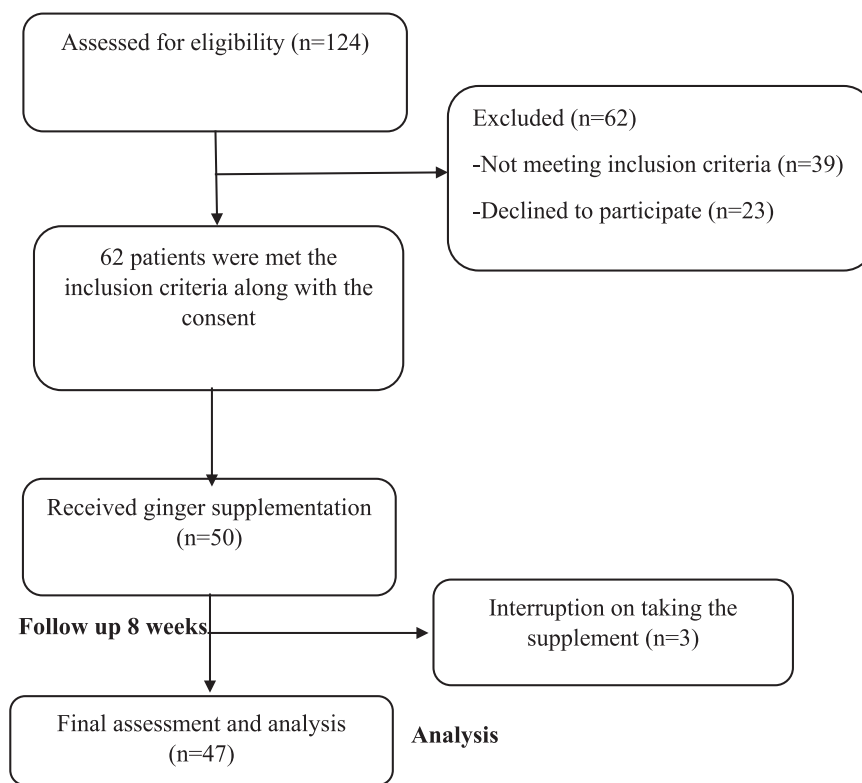 Assessed for eligibility (n=124)
Excluded (n=62)
-Not meeting inclusion criteria (n=39)
-Declined to participate (n=23)
62 patients were met the
inclusion criteria along with the
consent
Received ginger supplementation
(n=50)
Follow up 8 weeks
Interruption on taking the
supplement (n=3)
Final assessment and analysis
(n=47)
Analysis